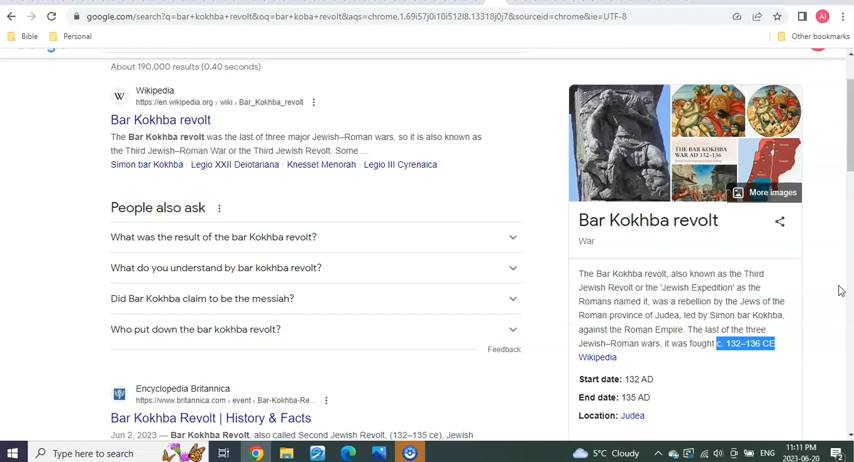 google.com/search?q=bar+kokhba+revolt&oq=bar+koba+revolt&aqs=chrome.1.69i57j0i10i512l8.13318j0j7&sourceid=chrome&ie=UTF-8
AI
Bible
Personal
Other bookmarks
About 190,000 results (0.40 seconds)
W
Wikipedia
https://en.wikipedia.org › wiki › Bar_Kokhba_revolt
Bar Kokhba revolt
The Bar Kokhba revolt was the last of three major Jewish–Roman wars, so it is also known as
the Third Jewish–Roman War or the Third Jewish Revolt. Some ...
Simon bar Kokhba · Legio XXII Deiotariana · Knesset Menorah · Legio III Cyrenaica
People also ask
What was the result of the bar Kokhba revolt?
What do you understand by bar kokhba revolt?
Did Bar Kokhba claim to be the messiah?
Who put down the bar kokhba revolt?
Feedback
Encyclopedia Britannica
https://www.britannica.com › event › Bar-Kokhba-Re...
Bar Kokhba Revolt | History & Facts
Jun 2, 2023 — Bar Kokhba Revolt, also called Second Jewish Revolt, (132–135 ce), Jewish
THE BAR KOKHBA
WAR AD 132–136
More images
Bar Kokhba revolt
War
The Bar Kokhba revolt, also known as the Third
Jewish Revolt or the 'Jewish Expedition' as the
Romans named it, was a rebellion by the Jews of the
Roman province of Judea, led by Simon bar Kokhba,
against the Roman Empire. The last of the three
Jewish–Roman wars, it was fought c. 132–136 CE
Wikipedia
Start date: 132 AD
End date: 135 AD
Location: Judea
Type here to search
5°C Cloudy
ENG
11:11 PM
2023-06-20
2